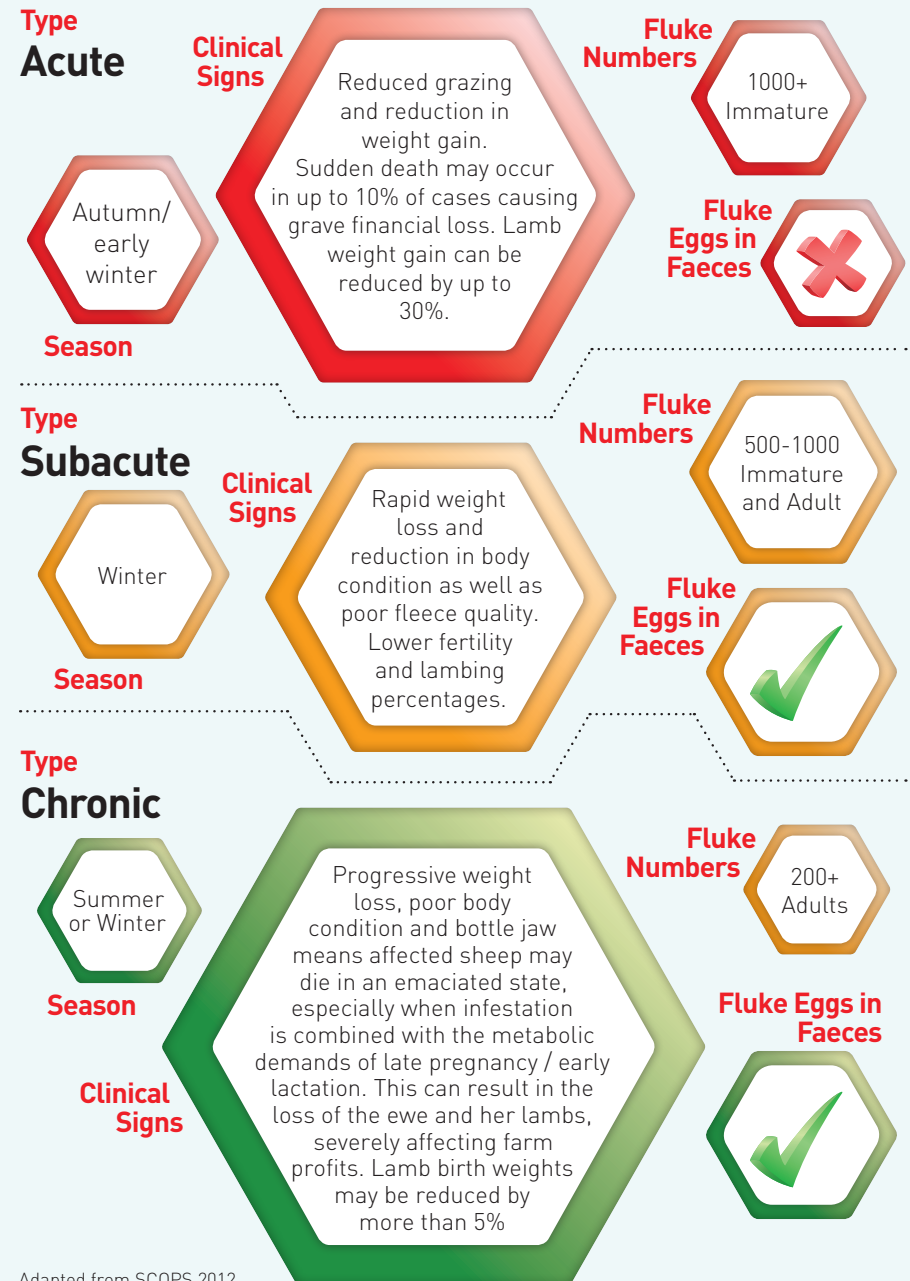 Type
Acute
Clinical
Signs
Reduced grazing
and reduction in
weight gain.
Sudden death may occur
in up to 10% of cases causing
grave financial loss. Lamb
weight gain can be
reduced by up to
30%.
Fluke
Numbers
1000+
Immature
Autumn/
early
winter
Season
Fluke
Eggs in
Faeces
Type
Subacute
Clinical
Signs
Rapid weight
loss and
reduction in body
condition as well as
poor fleece quality.
Lower fertility
and lambing
percentages.
Fluke
Numbers
500-1000
Immature
and Adult
Winter
Season
Fluke
Eggs in
Faeces
Type
Chronic
Summer
or Winter
Season
Clinical
Signs
Progressive weight
loss, poor body
condition and bottle jaw
means affected sheep may
die in an emaciated state,
especially when infestation
is combined with the metabolic
demands of late pregnancy / early
lactation. This can result in the
loss of the ewe and her lambs,
severely affecting farm
profits. Lamb birth weights
may be reduced by
more than 5%
Fluke
Numbers
200+
Adults
Fluke Eggs in
Faeces
Adapted from SCOPS 2012